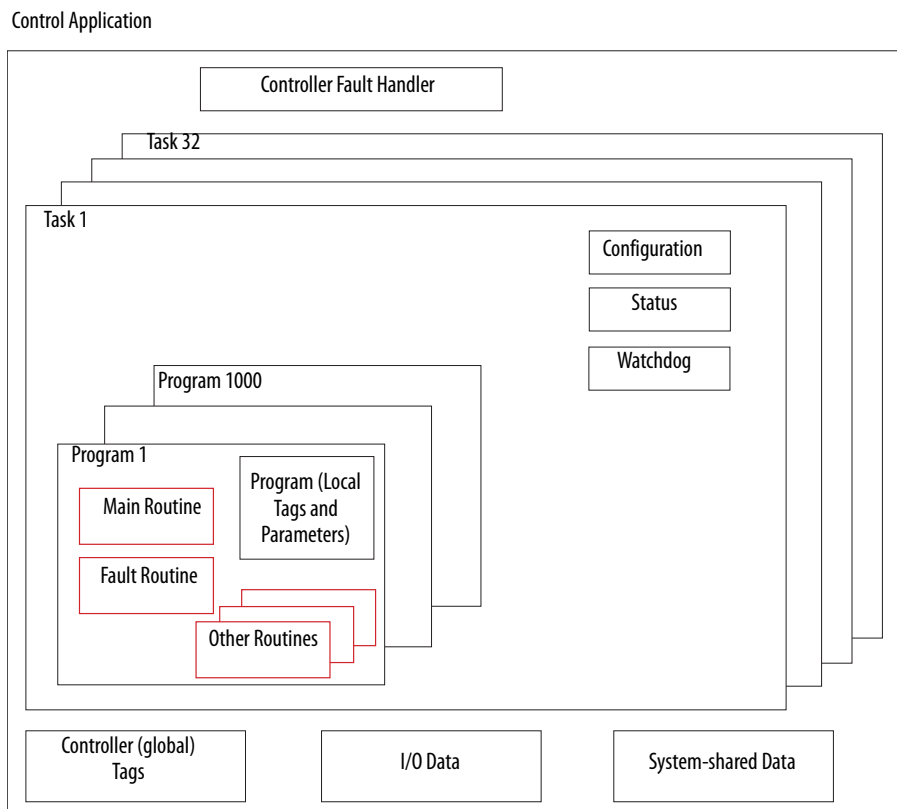 Control Application
Controller Fault Handler
Task 32
Task 1
Configuration
Status
Watchdog
Program 1000
Program 1
Program (Local
Tags and
Parameters)
Main Routine
Fault Routine
Other Routines
Controller (global)
Tags
I/O Data
System-shared Data